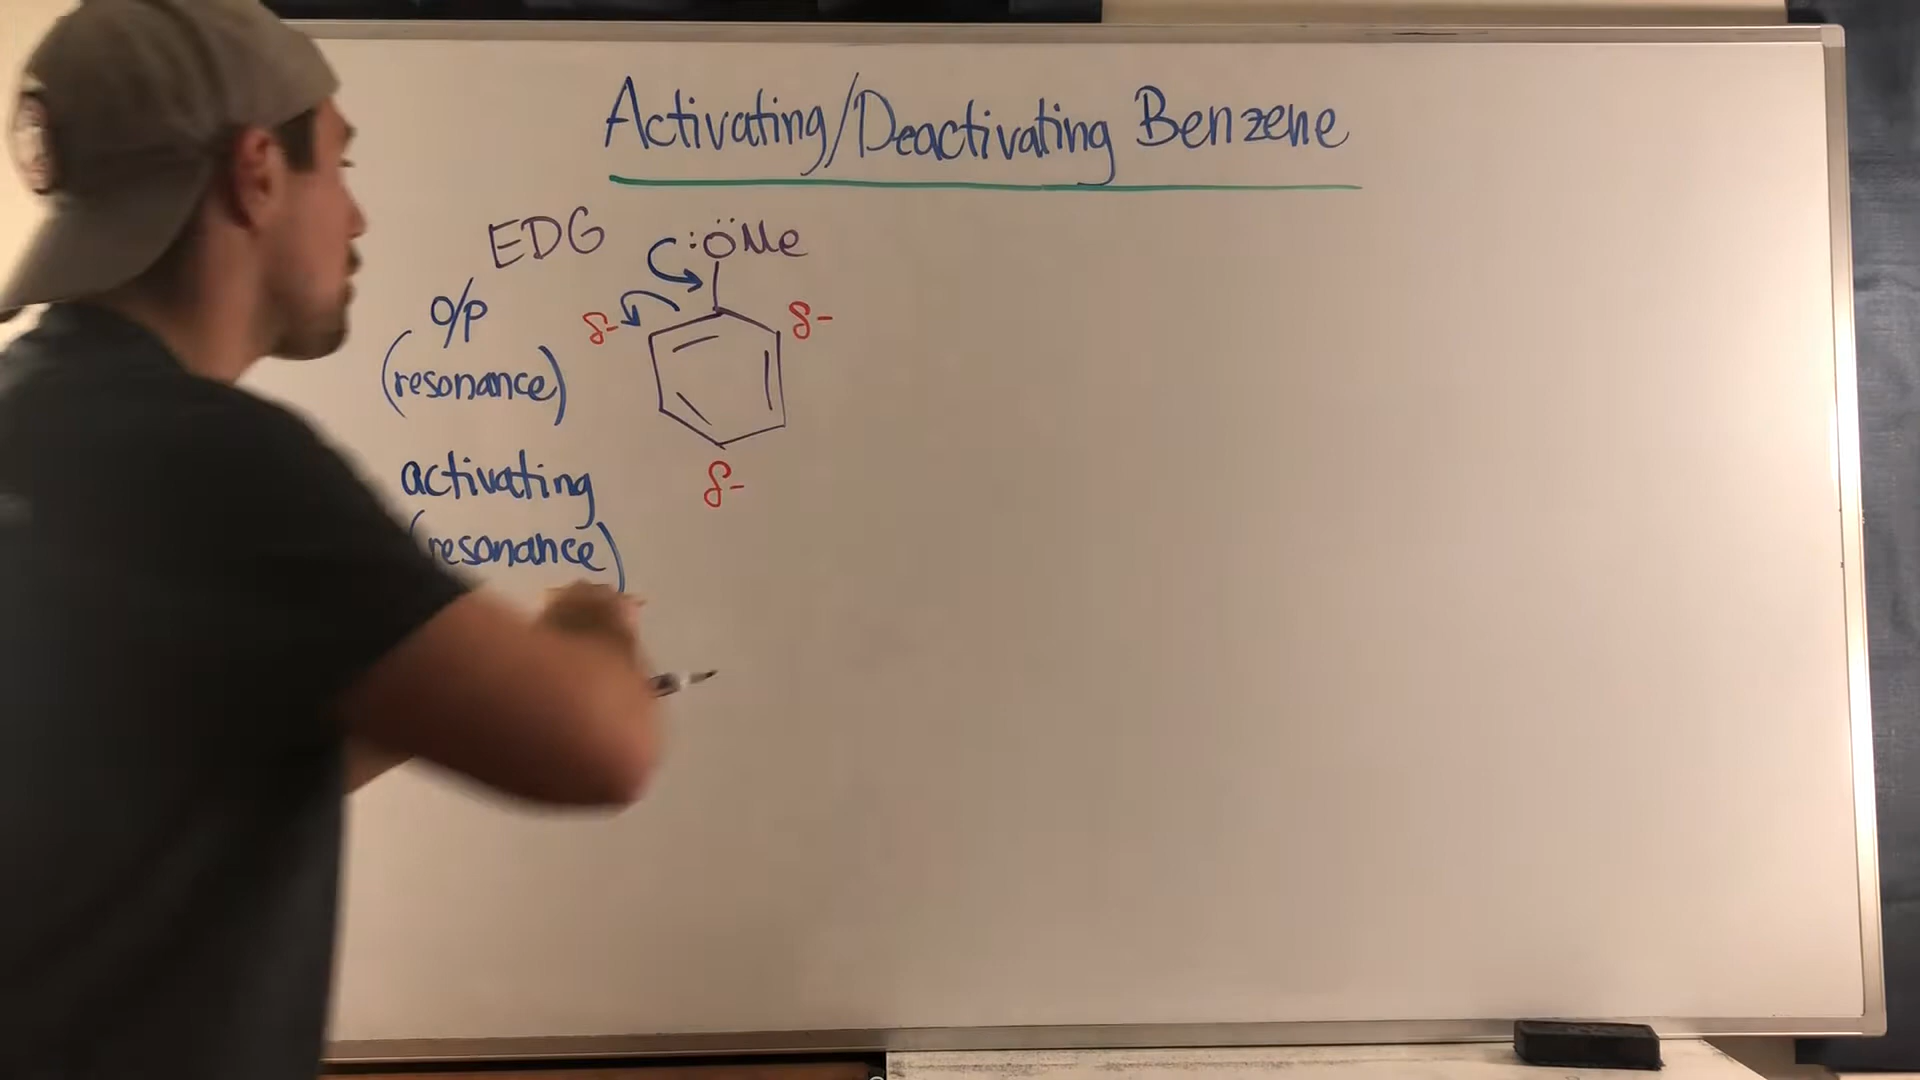 Activating/Deactivating Benzene
EDG
:ÖMe
o/p
δ-
δ-
(resonance)
activating
δ-
(resonance)